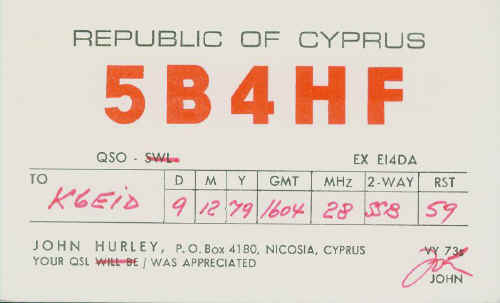 REPUBLIC OF CYPRUS
5B4HF
QSO - SWL EX EI4DA
TO D M Y GMT MHz 2-WAY RST
K6EiD 9 12 79 1604 28 SSB 59
JOHN HURLEY, P.O. Box 4180, NICOSIA, CYPRUS VY 73s
YOUR QSL WILL BE / WAS APPRECIATED JOHN